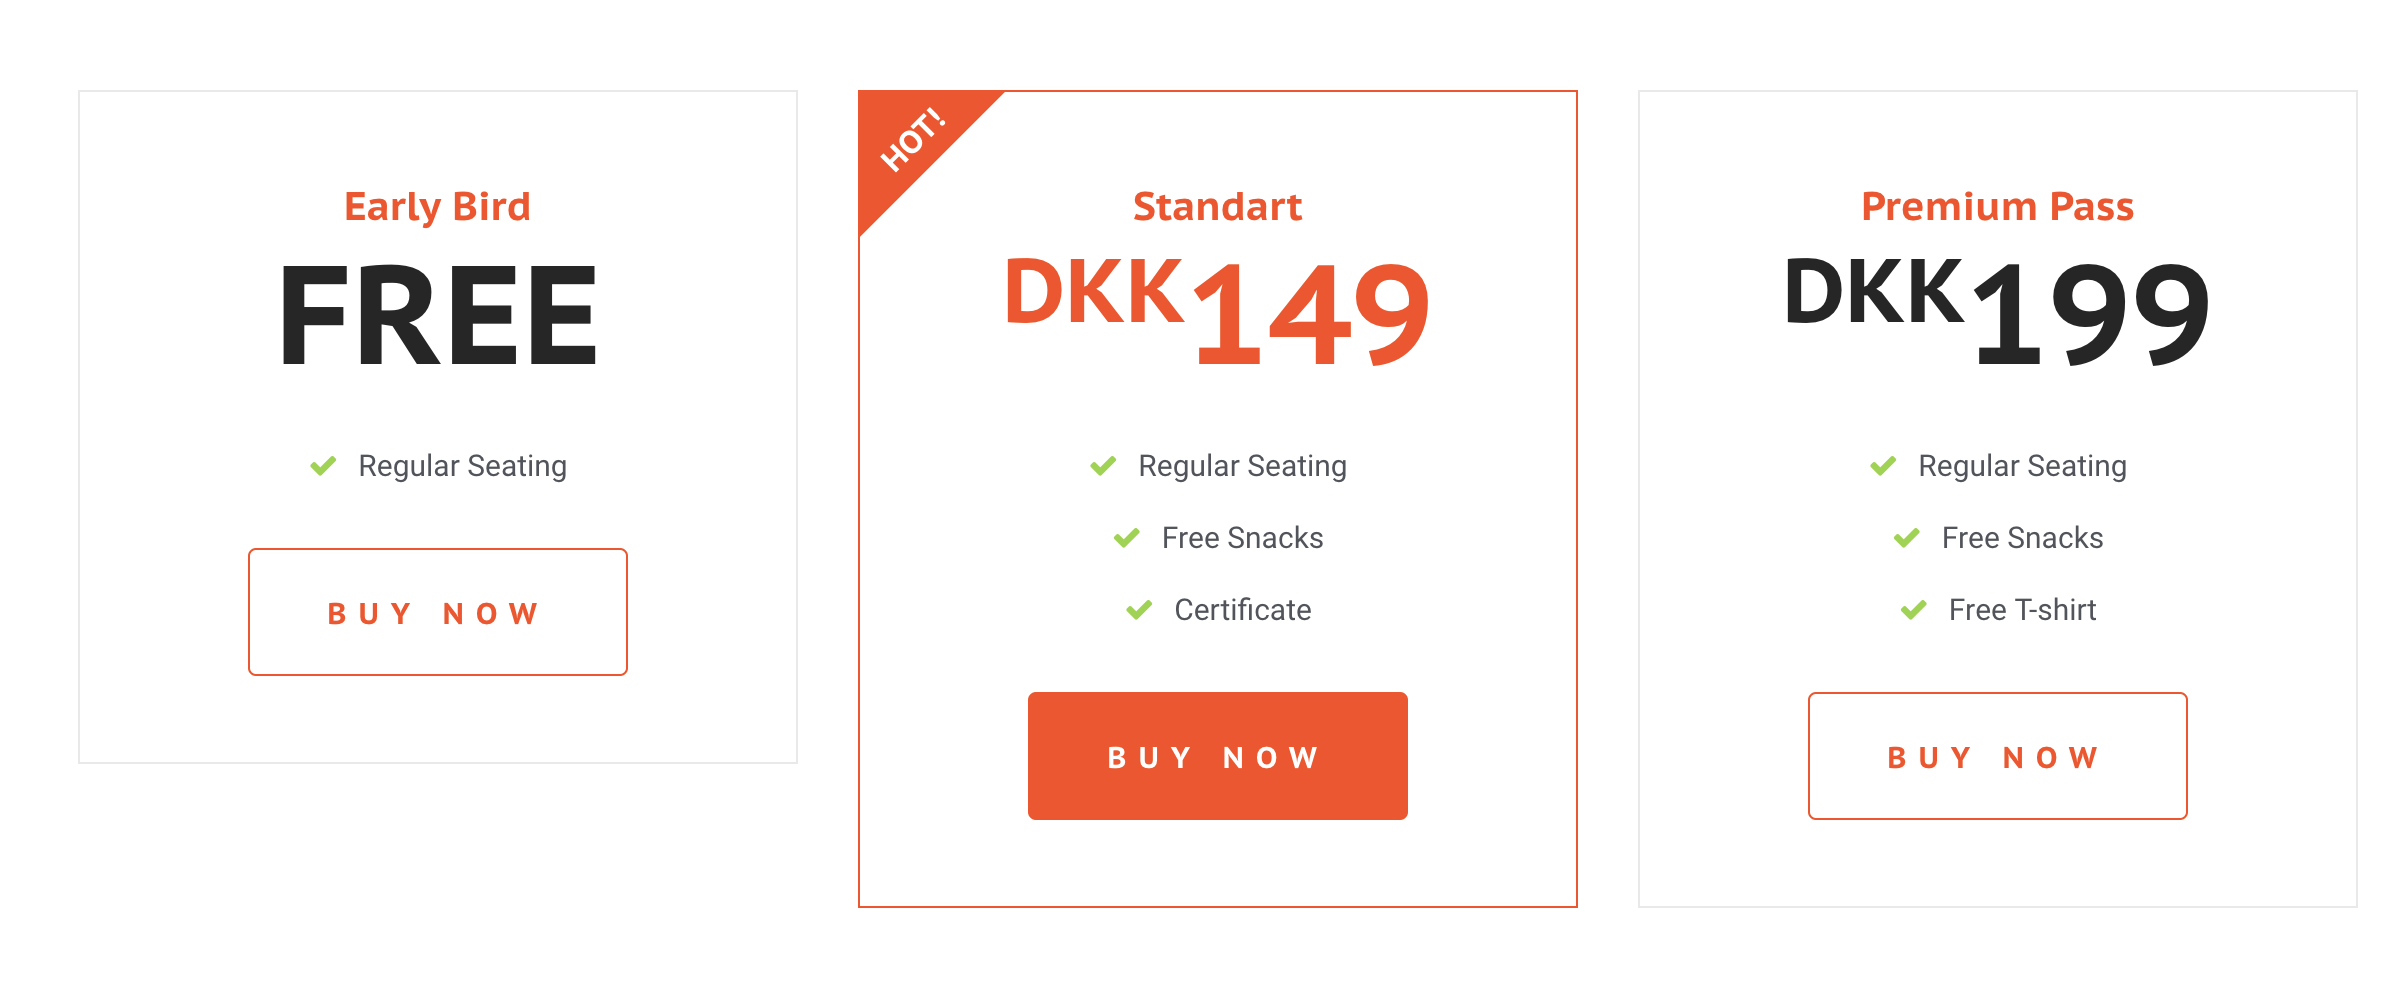 Early Bird
FREE
Regular Seating
BUY NOW
HOT!
Standart
DKK149
Regular Seating
Free Snacks
Certificate
BUY NOW
Premium Pass
DKK199
Regular Seating
Free Snacks
Free T-shirt
BUY NOW